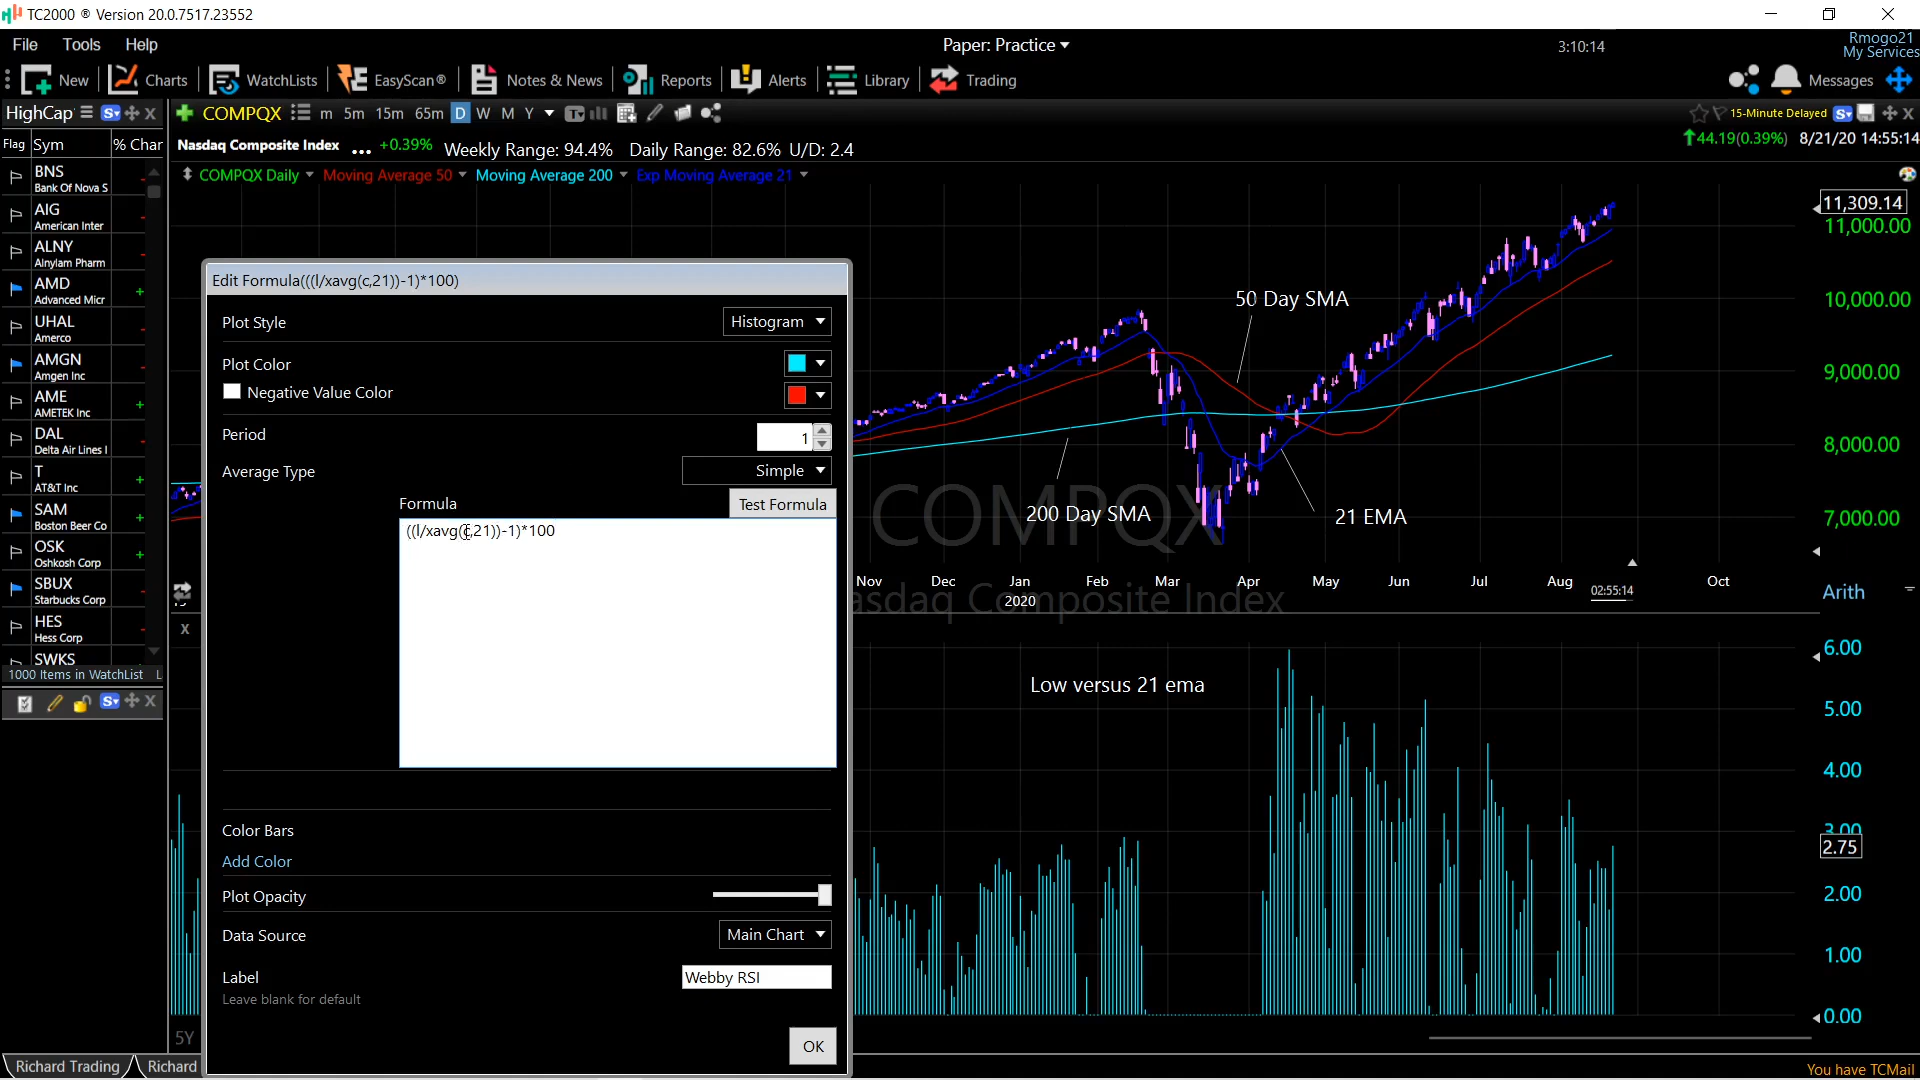 TC2000 ® Version 20.0.7517.23552
File Tools Help
Paper: Practice
3:10:14
Rmogo21
My Services
New Charts WatchLists EasyScan® Notes & News Reports Alerts Library Trading
Messages
HighCap
COMPQX m 5m 15m 65m D W M Y
15-Minute Delayed
Flag Sym % Char
Nasdaq Composite Index ... +0.39% Weekly Range: 94.4% Daily Range: 82.6% U/D: 2.4
44.19(0.39%) 8/21/20 14:55:14
COMPQX Daily Moving Average 50 Moving Average 200 Exp Moving Average 21
BNS
Bank Of Nova S
AIG
American Inter
ALNY
Alnylam Pharm
AMD
Advanced Micr
UHAL
Amerco
AMGN
Amgen Inc
AME
AMETEK Inc
DAL
Delta Air Lines I
T
AT&T Inc
SAM
Boston Beer Co
OSK
Oshkosh Corp
SBUX
Starbucks Corp
HES
Hess Corp
SWKS
1000 Items in WatchList L
Edit Formula(((l/xavg(c,21))-1)*100)
Plot Style Histogram
Plot Color
Negative Value Color
Period 1
Average Type Simple
Formula Test Formula
((l/xavg(c,21))-1)*100
Color Bars
Add Color
Plot Opacity
Data Source Main Chart
Label Webby RSI
Leave blank for default
OK
50 Day SMA
200 Day SMA
21 EMA
COMPQX
asdaq Composite Index
11,309.14
11,000.00
10,000.00
9,000.00
8,000.00
7,000.00
Nov Dec Jan Feb Mar Apr May Jun Jul Aug Oct
2020
02:55:14
Arith
X
Low versus 21 ema
6.00
5.00
4.00
3.00
2.75
2.00
1.00
0.00
5Y
Richard Trading Richard
You have TCMail